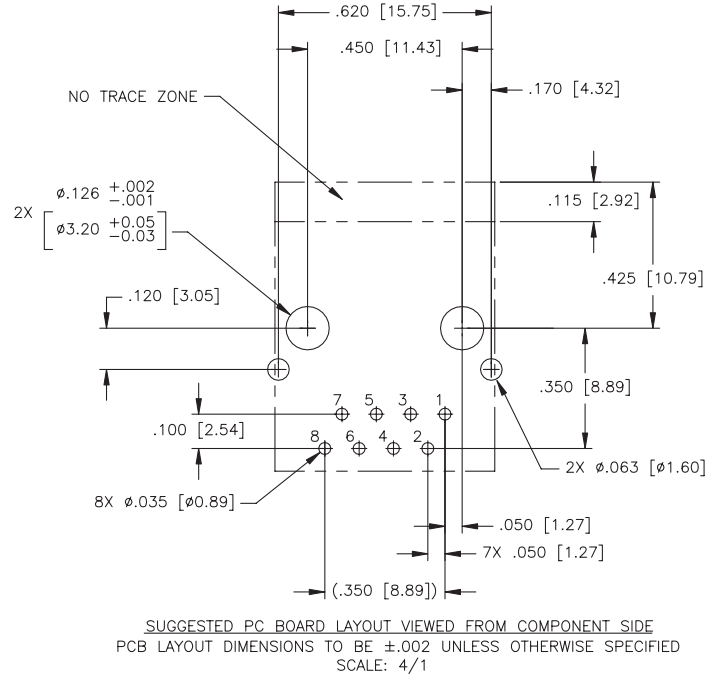 .620 [15.75]
.450 [11.43]
.170 [4.32]
NO TRACE ZONE
2X ø.126 +.002 -.001
[ø3.20 +0.05 -0.03]
.115 [2.92]
.425 [10.79]
.120 [3.05]
.350 [8.89]
7 5 3 1
.100 [2.54]
8 6 4 2
2X ø.063 [ø1.60]
8X ø.035 [ø0.89]
.050 [1.27]
7X .050 [1.27]
(.350 [8.89])
SUGGESTED PC BOARD LAYOUT VIEWED FROM COMPONENT SIDE
PCB LAYOUT DIMENSIONS TO BE ±.002 UNLESS OTHERWISE SPECIFIED
SCALE: 4/1